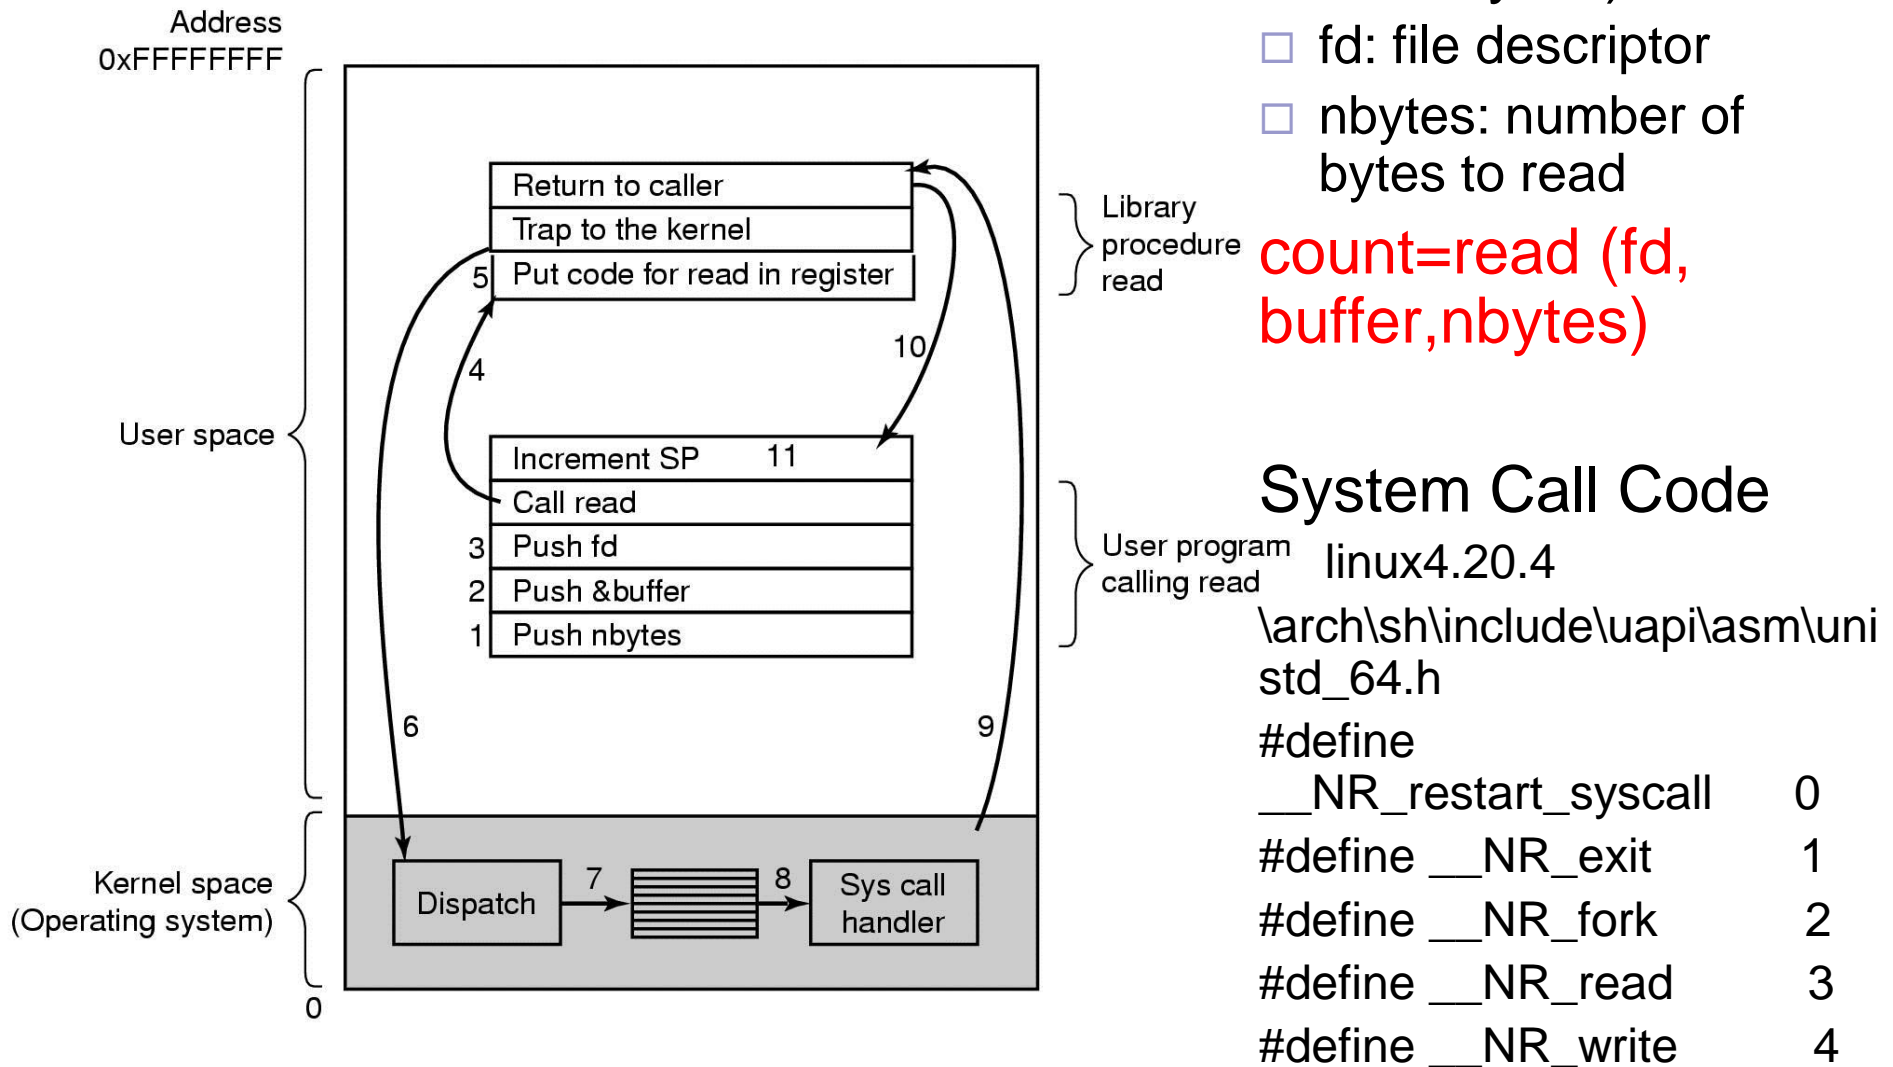 Address
0xFFFFFFFF
Return to caller
Trap to the kernel
5 Put code for read in register
4
10
Library
procedure
read
User space
Increment SP 11
Call read
3 Push fd
2 Push &buffer
1 Push nbytes
User program
calling read
6
9
Kernel space
(Operating system)
Dispatch
7
8
Sys call
handler
0
fd: file descriptor
nbytes: number of
bytes to read
count=read (fd,
buffer,nbytes)
System Call Code
linux4.20.4
\arch\sh\include\uapi\asm\uni
std_64.h
#define
__NR_restart_syscall 0
#define __NR_exit 1
#define __NR_fork 2
#define __NR_read 3
#define __NR_write 4